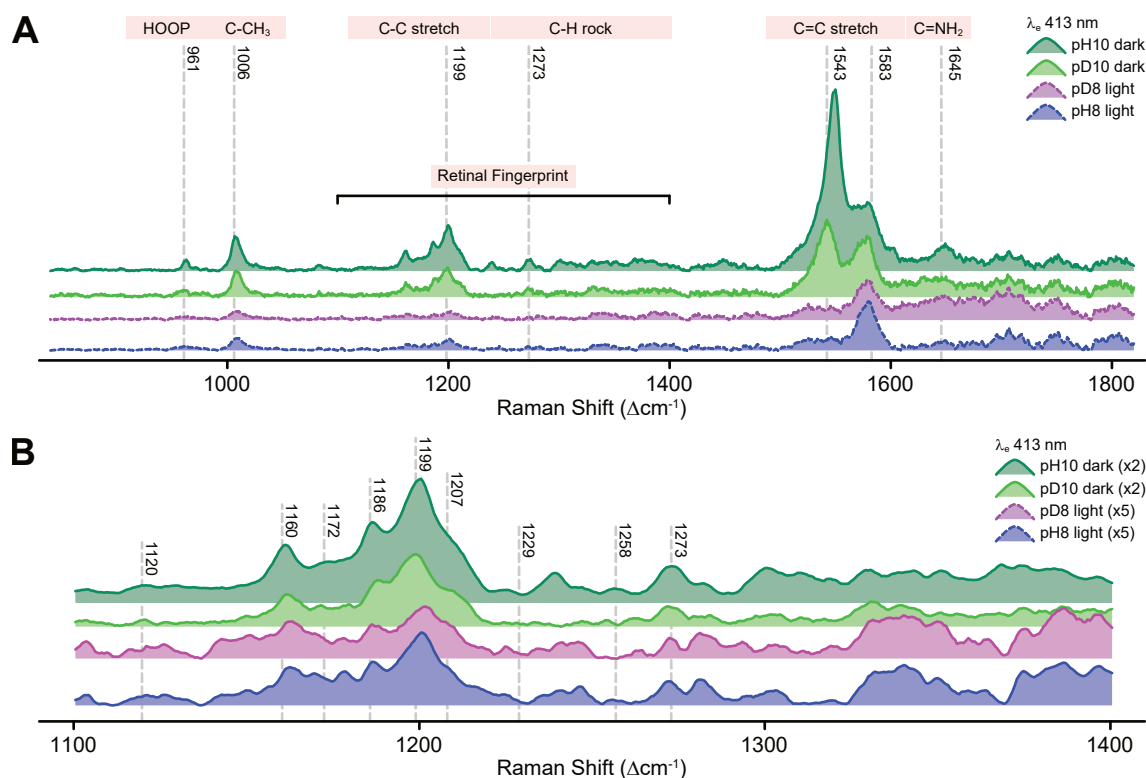 A
HOOP
C-CH₃
C-C stretch
C-H rock
C=C stretch
C=NH₂
λₑ 413 nm
pH10 dark
pD10 dark
pD8 light
pH8 light
961
1006
1199
1273
1543
1583
1645
Retinal Fingerprint
1000
1200
1400
1600
1800
Raman Shift (Δcm⁻¹)
B
λₑ 413 nm
pH10 dark (x2)
pD10 dark (x2)
pD8 light (x5)
pH8 light (x5)
1120
1160
1172
1186
1199
1207
1229
1258
1273
1100
1200
1300
1400
Raman Shift (Δcm⁻¹)